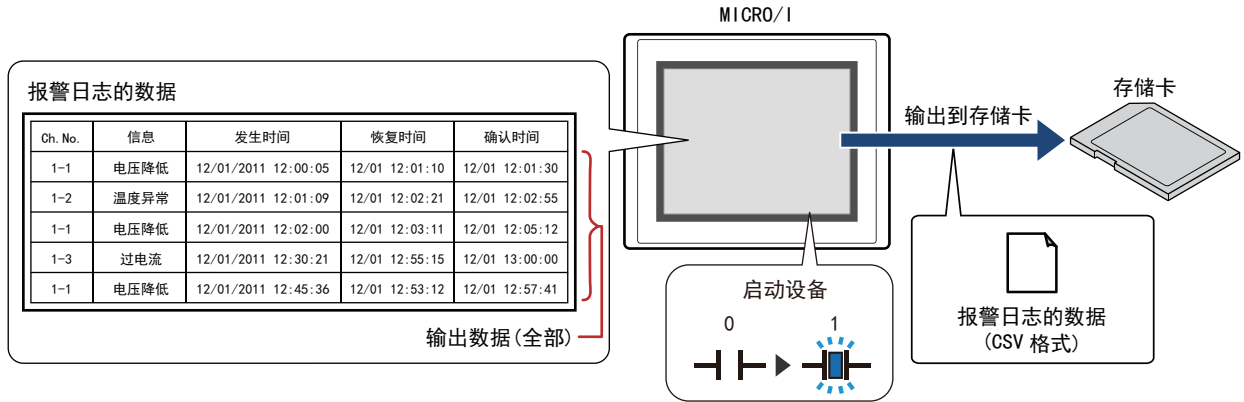 MICRO/I
报警日志的数据
Ch. No. 信息 发生时间 恢复时间 确认时间
1-1 电压降低 12/01/2011 12:00:05 12/01 12:01:10 12/01 12:01:30
1-2 温度异常 12/01/2011 12:01:09 12/01 12:02:21 12/01 12:02:55
1-1 电压降低 12/01/2011 12:02:00 12/01 12:03:11 12/01 12:05:12
1-3 过电流 12/01/2011 12:30:21 12/01 12:55:15 12/01 13:00:00
1-1 电压降低 12/01/2011 12:45:36 12/01 12:53:12 12/01 12:57:41
输出数据(全部)
启动设备
0 1
输出到存储卡
存储卡
报警日志的数据
(CSV 格式)